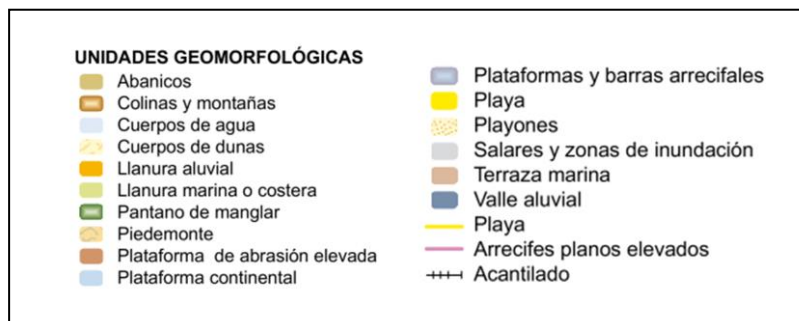 UNIDADES GEOMORFOLÓGICAS
Abanicos
Colinas y montañas
Cuerpos de agua
Cuerpos de dunas
Llanura aluvial
Llanura marina o costera
Pantano de manglar
Piedemonte
Plataforma de abrasión elevada
Plataforma continental
Plataformas y barras arrecifales
Playa
Playones
Salares y zonas de inundación
Terraza marina
Valle aluvial
Playa
Arrecifes planos elevados
Acantilado